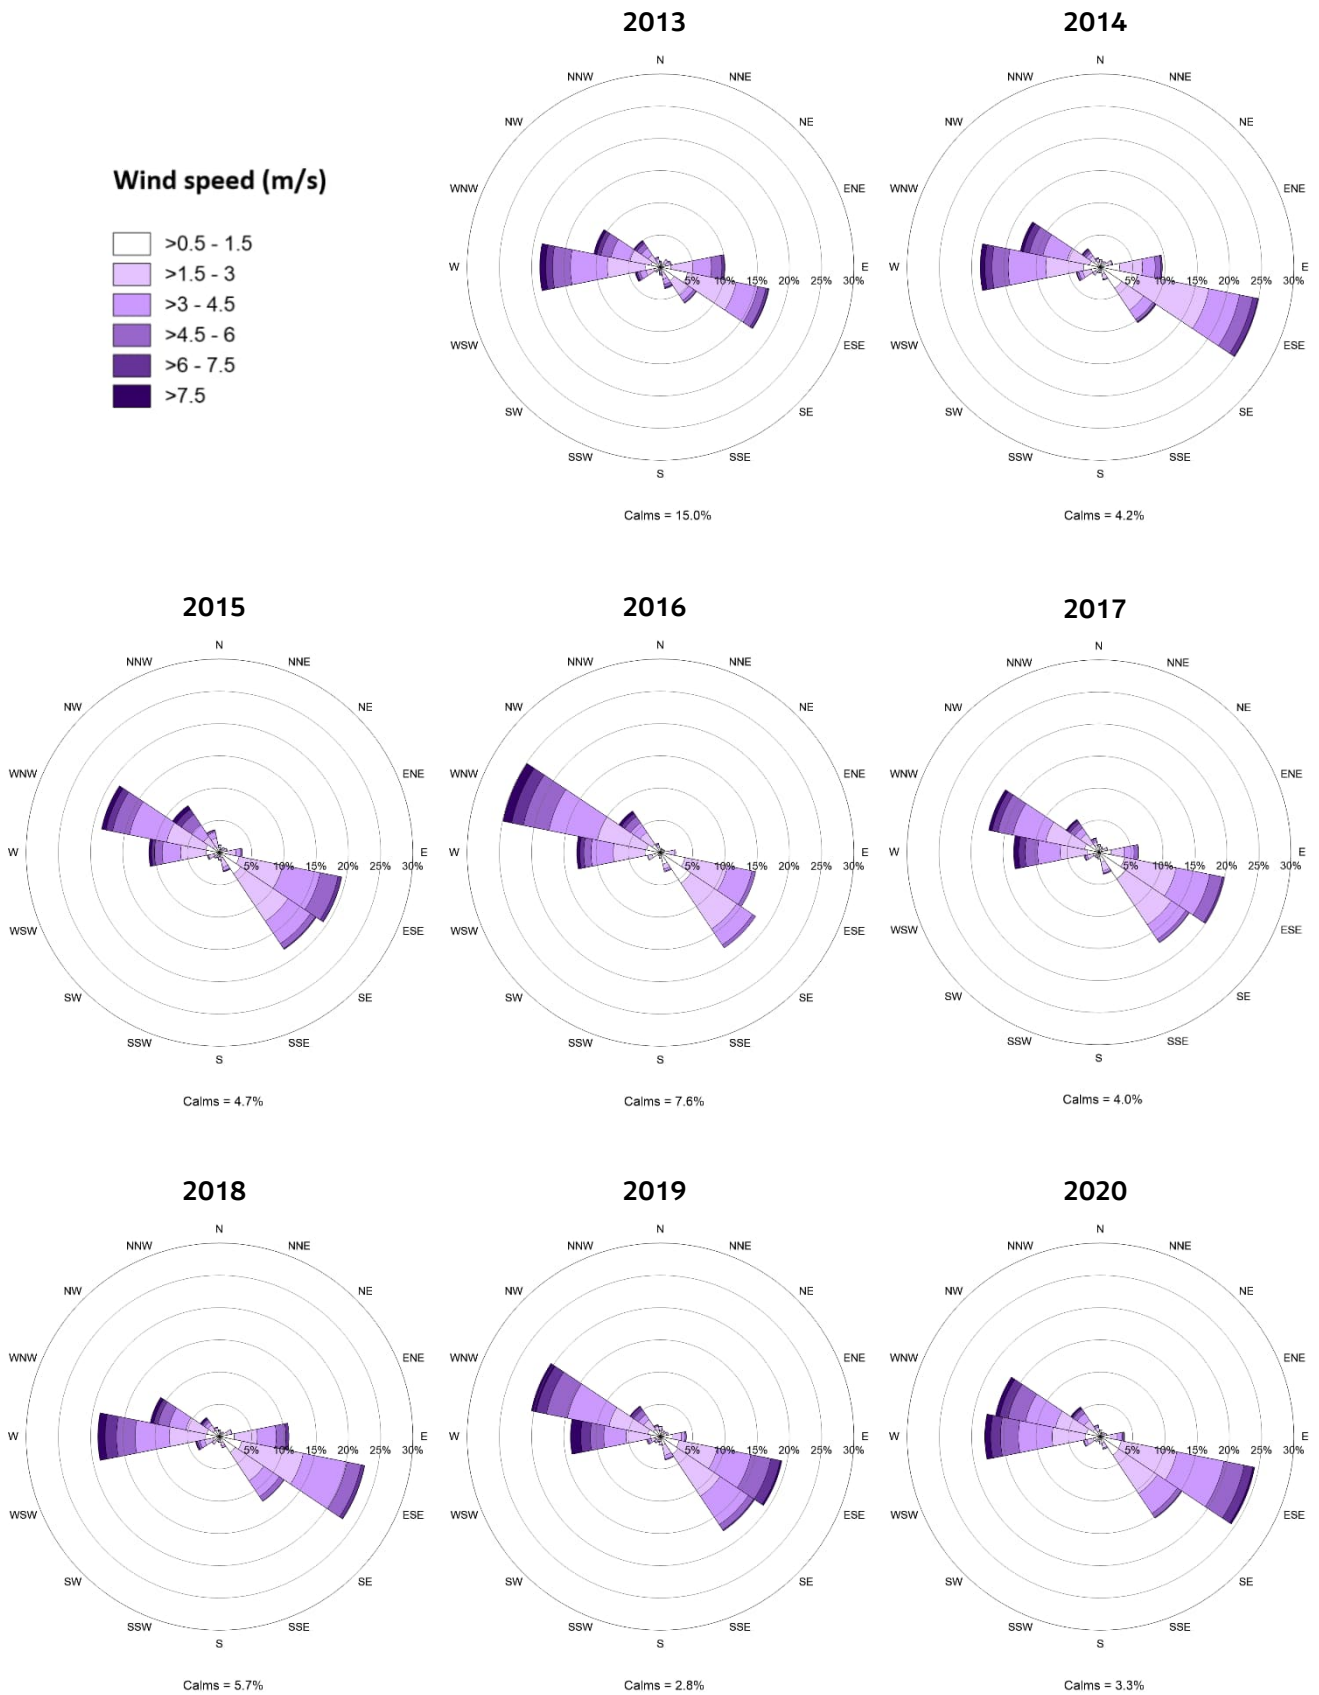 2013
2014
Wind speed (m/s)
>0.5 - 1.5
>1.5 - 3
>3 - 4.5
>4.5 - 6
>6 - 7.5
>7.5
N
NNW NNE
NW NE
WNW ENE
W 5% 10% 15% 20% 25% 30% E
WSW ESE
SW SE
SSW SSE
S
Calms = 15.0%
N
NNW NNE
NW NE
WNW ENE
W 5% 10% 15% 20% 25% 30% E
WSW ESE
SW SE
SSW SSE
S
Calms = 4.2%
2015
N
NNW NNE
NW NE
WNW ENE
W 5% 10% 15% 20% 25% 30% E
WSW ESE
SW SE
SSW SSE
S
Calms = 4.7%
2016
N
NNW NNE
NW NE
WNW ENE
W 5% 10% 15% 20% 25% 30% E
WSW ESE
SW SE
SSW SSE
S
Calms = 7.6%
2017
N
NNW NNE
NW NE
WNW ENE
W 5% 10% 15% 20% 25% 30% E
WSW ESE
SW SE
SSW SSE
S
Calms = 4.0%
2018
N
NNW NNE
NW NE
WNW ENE
W 5% 10% 15% 20% 25% 30% E
WSW ESE
SW SE
SSW SSE
S
Calms = 5.7%
2019
N
NNW NNE
NW NE
WNW ENE
W 5% 10% 15% 20% 25% 30% E
WSW ESE
SW SE
SSW SSE
S
Calms = 2.8%
2020
N
NNW NNE
NW NE
WNW ENE
W 5% 10% 15% 20% 25% 30% E
WSW ESE
SW SE
SSW SSE
S
Calms = 3.3%